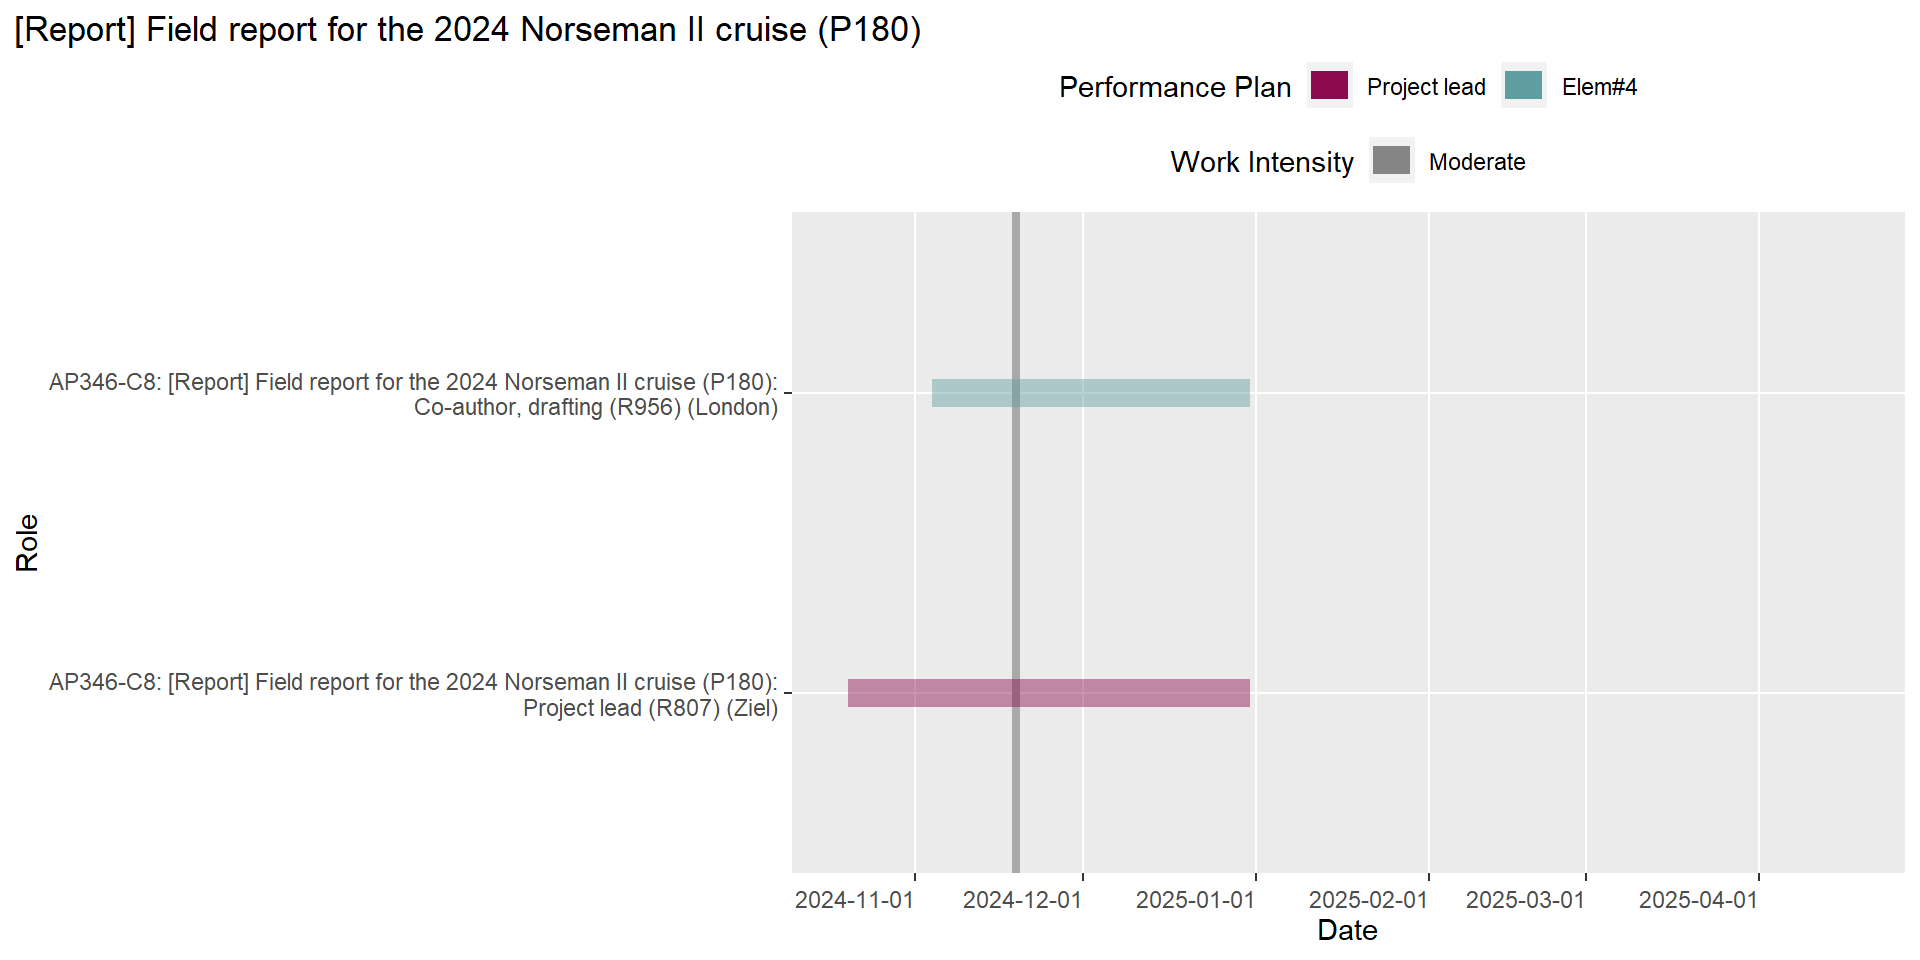 [Report] Field report for the 2024 Norseman II cruise (P180)
Performance Plan Project lead Elem#4
Work Intensity Moderate
AP346-C8: [Report] Field report for the 2024 Norseman II cruise (P180):
Co-author, drafting (R956) (London)
Role
AP346-C8: [Report] Field report for the 2024 Norseman II cruise (P180):
Project lead (R807) (Ziel)
2024-11-01 2024-12-01 2025-01-01 2025-02-01 2025-03-01 2025-04-01
Date